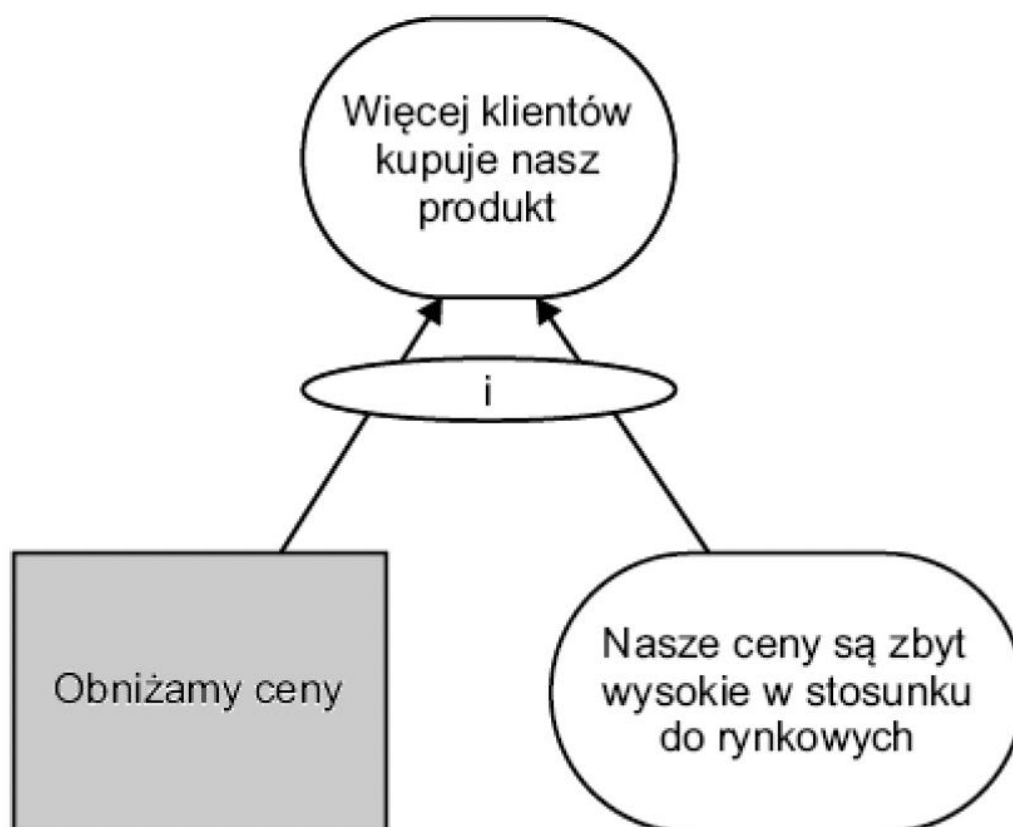 Więcej klientów
kupuje nasz
produkt
i
Obniżamy ceny
Nasze ceny są zbyt
wysokie w stosunku
do rynkowych